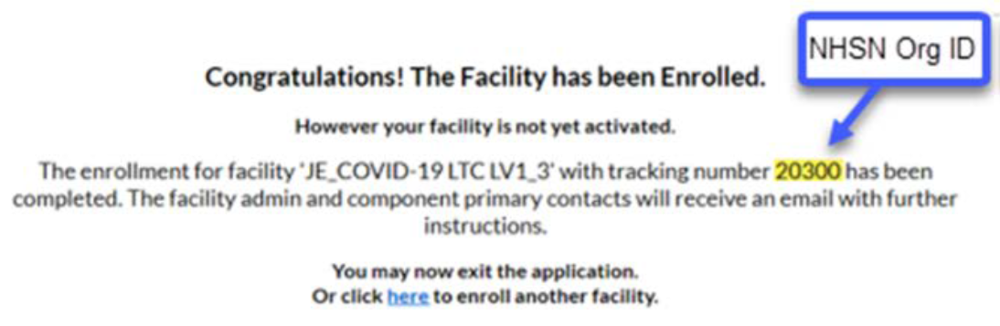 NHSN Org ID
Congratulations! The Facility has been Enrolled.
However your facility is not yet activated.
The enrollment for facility 'JE_COVID-19 LTC LV1_3' with tracking number 20300 has been
completed. The facility admin and component primary contacts will receive an email with further
instructions.
You may now exit the application.
Or click here to enroll another facility.